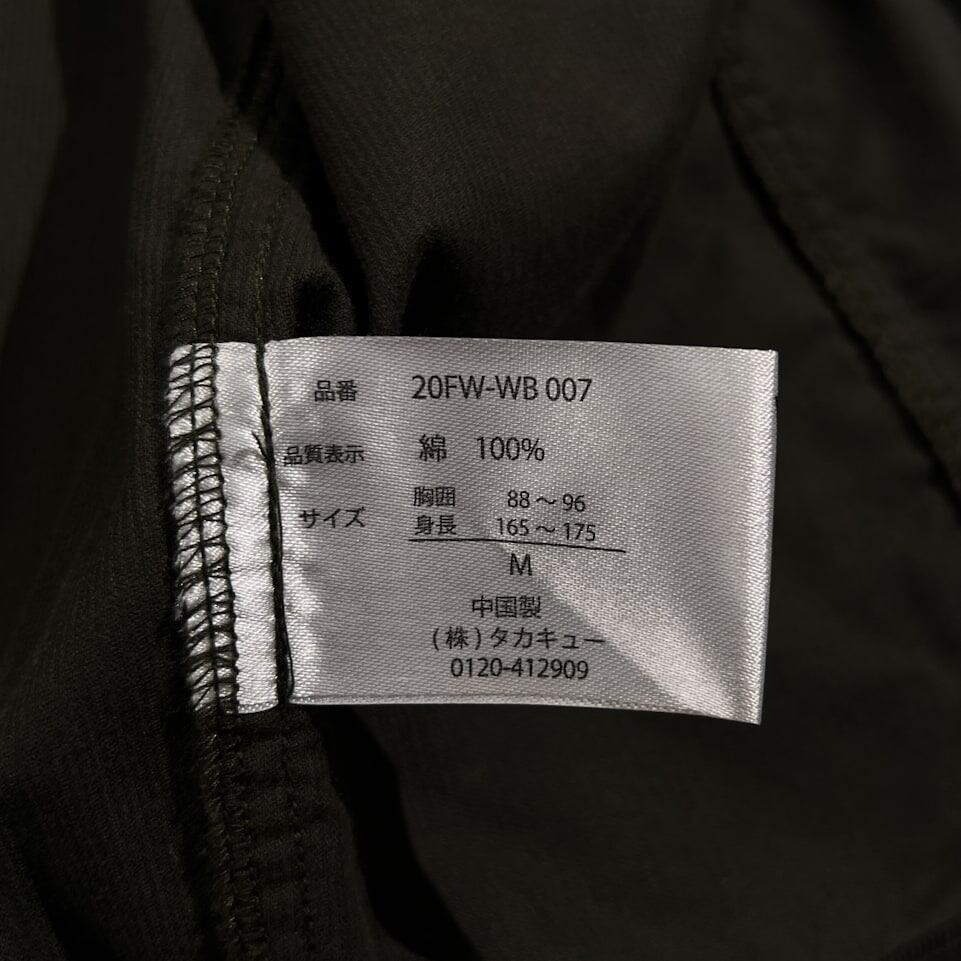 品番 20FW-WB 007
品質表示 綿 100%
サイズ 胸囲 88～96
身長 165～175
M
中国製
(株)タカキュー
0120-412909